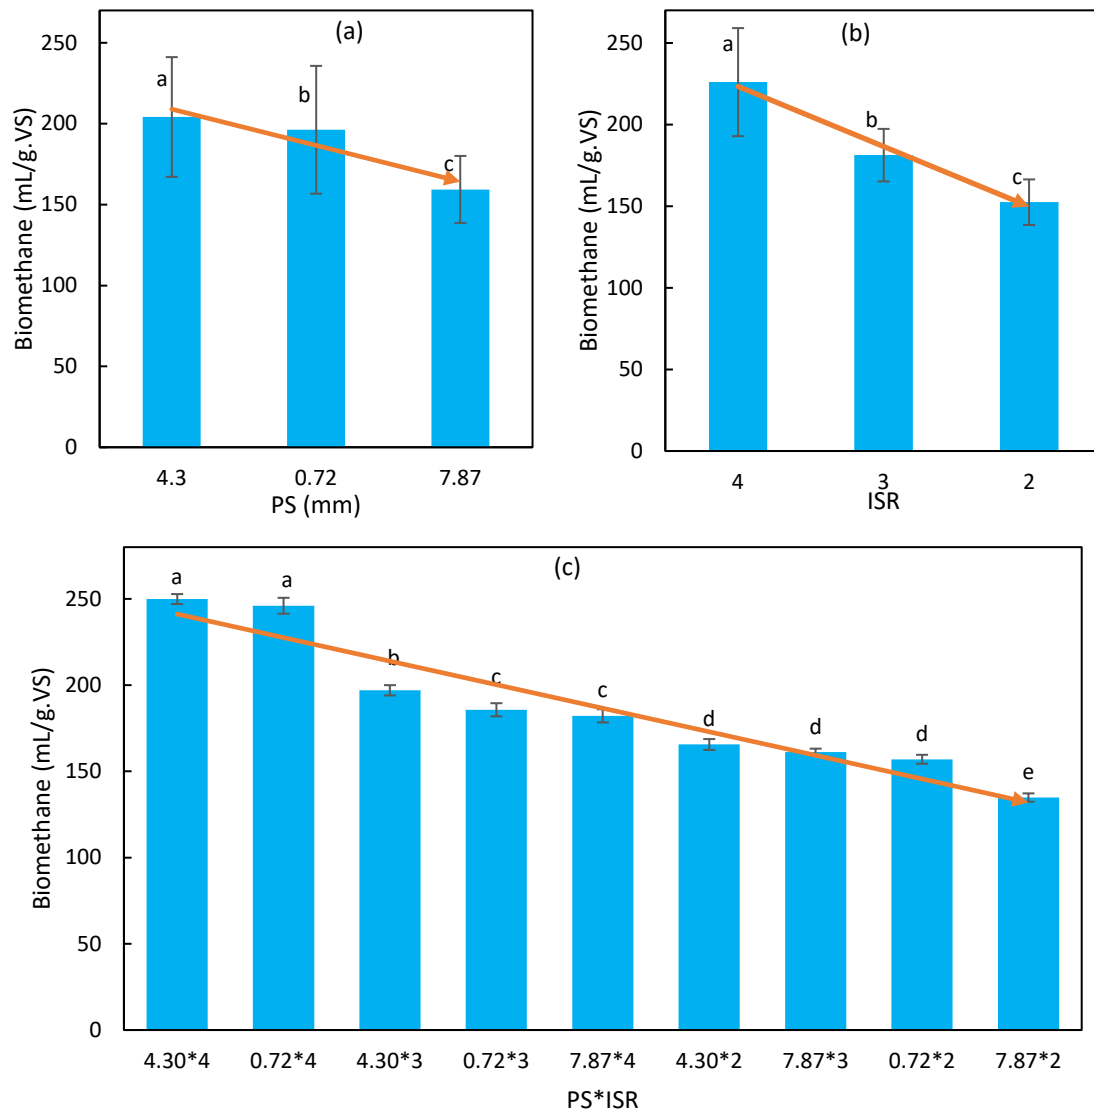 (a)
250
200
150
100
50
0
Biomethane (mL/g.VS)
a
b
c
4.3 0.72 7.87
PS (mm)
(b)
250
200
150
100
50
0
Biomethane (mL/g.VS)
a
b
c
4 3 2
ISR
(c)
250
200
150
100
50
0
Biomethane (mL/g.VS)
a a b c c d d d e
4.30*4 0.72*4 4.30*3 0.72*3 7.87*4 4.30*2 7.87*3 0.72*2 7.87*2
PS*ISR